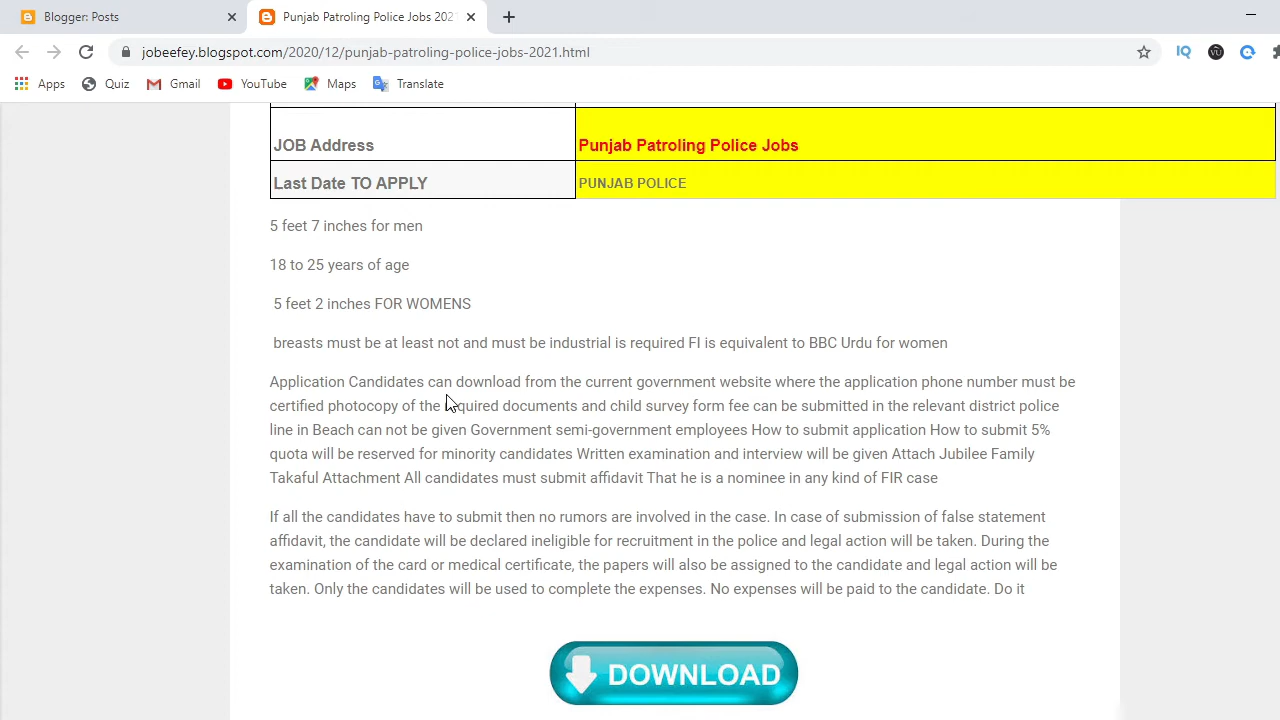 Blogger: Posts
Punjab Patroling Police Jobs 202
jobeefey.blogspot.com/2020/12/punjab-patroling-police-jobs-2021.html
IQ
VU
Apps
Quiz
Gmail
YouTube
Maps
Translate
JOB Address
Punjab Patroling Police Jobs
Last Date TO APPLY
PUNJAB POLICE
5 feet 7 inches for men
18 to 25 years of age
5 feet 2 inches FOR WOMENS
breasts must be at least not and must be industrial is required FI is equivalent to BBC Urdu for women
Application Candidates can download from the current government website where the application phone number must be
certified photocopy of the required documents and child survey form fee can be submitted in the relevant district police
line in Beach can not be given Government semi-government employees How to submit application How to submit 5%
quota will be reserved for minority candidates Written examination and interview will be given Attach Jubilee Family
Takaful Attachment All candidates must submit affidavit That he is a nominee in any kind of FIR case
If all the candidates have to submit then no rumors are involved in the case. In case of submission of false statement
affidavit, the candidate will be declared ineligible for recruitment in the police and legal action will be taken. During the
examination of the card or medical certificate, the papers will also be assigned to the candidate and legal action will be
taken. Only the candidates will be used to complete the expenses. No expenses will be paid to the candidate. Do it
DOWNLOAD